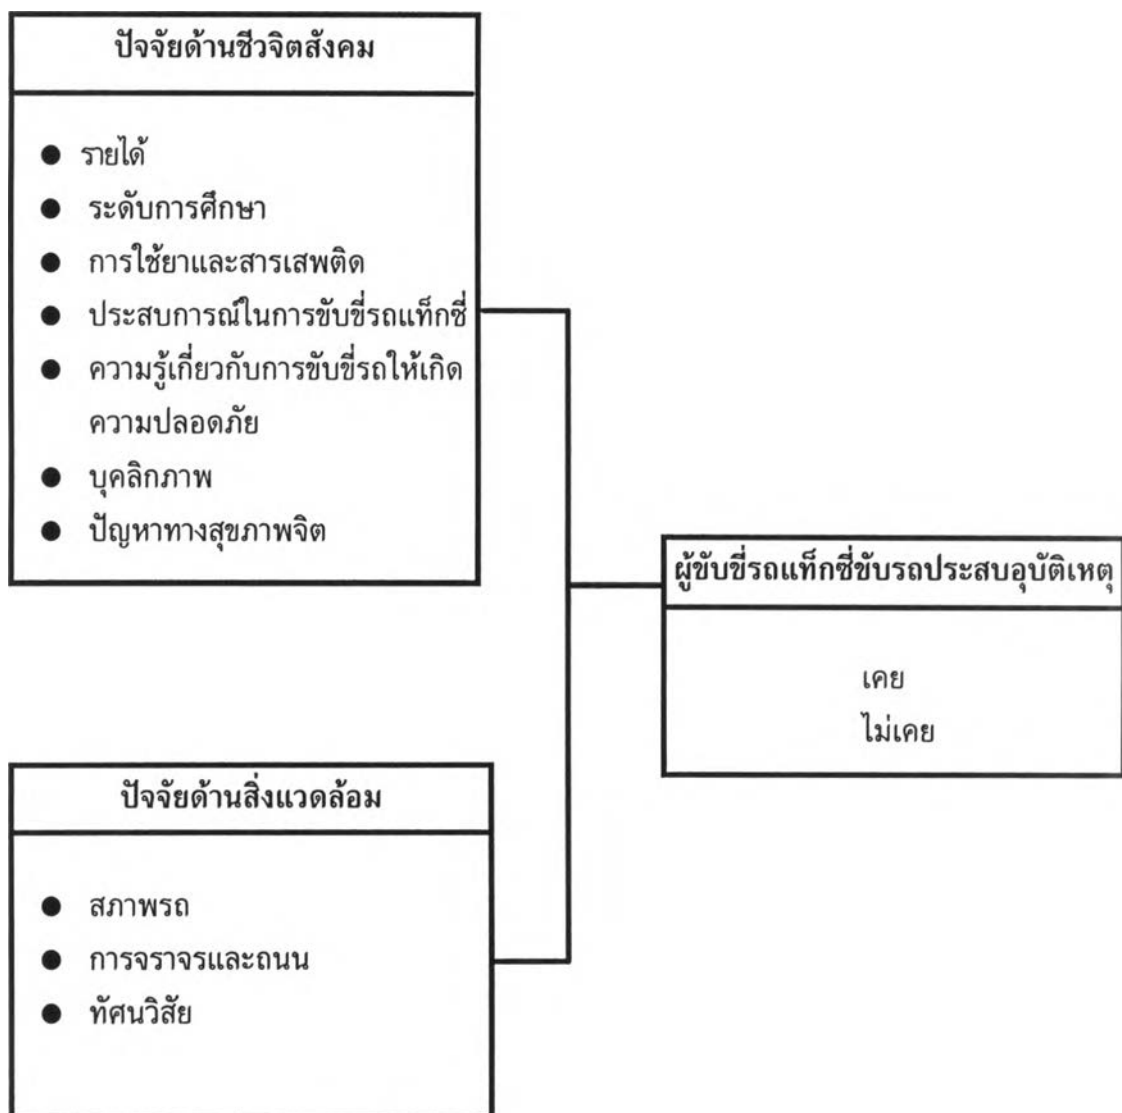 ปัจจัยด้านชีวจิตสังคม
● รายได้
● ระดับการศึกษา
● การใช้ยาและสารเสพติด
● ประสบการณ์ในการขับขี่รถแท็กซี่
● ความรู้เกี่ยวกับการขับขี่รถให้เกิด
ความปลอดภัย
● บุคลิกภาพ
● ปัญหาทางสุขภาพจิต
ผู้ขับขี่รถแท็กซี่ขับรถประสบอุบัติเหตุ
เคย
ไม่เคย
ปัจจัยด้านสิ่งแวดล้อม
● สภาพรถ
● การจราจรและถนน
● ทัศนวิสัย